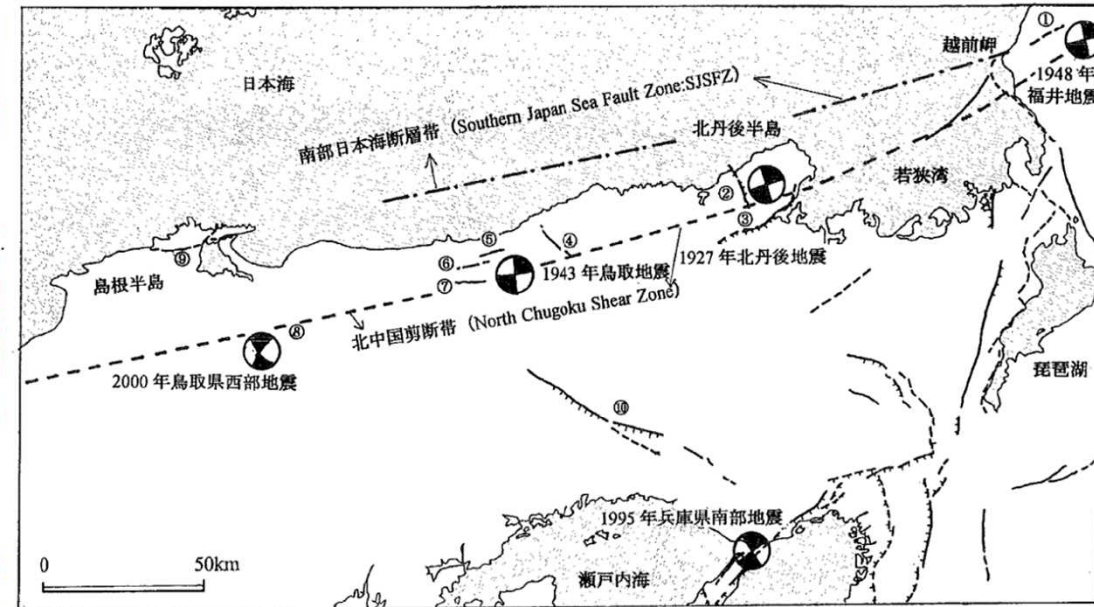 ①
越前岬
日本海
1948 年
福井地震
南部日本海断層帯（Southern Japan Sea Fault Zone:SJSFZ）
北丹後半島
若狭湾
②
③
⑤
④
⑥
⑨
1927 年北丹後地震
1943 年鳥取地震
島根半島
⑦
北中国剪断帯（North Chugoku Shear Zone）
⑧
2000 年鳥取県西部地震
琵琶湖
⑩
1995 年兵庫県南部地震
0
50km
瀬戸内海